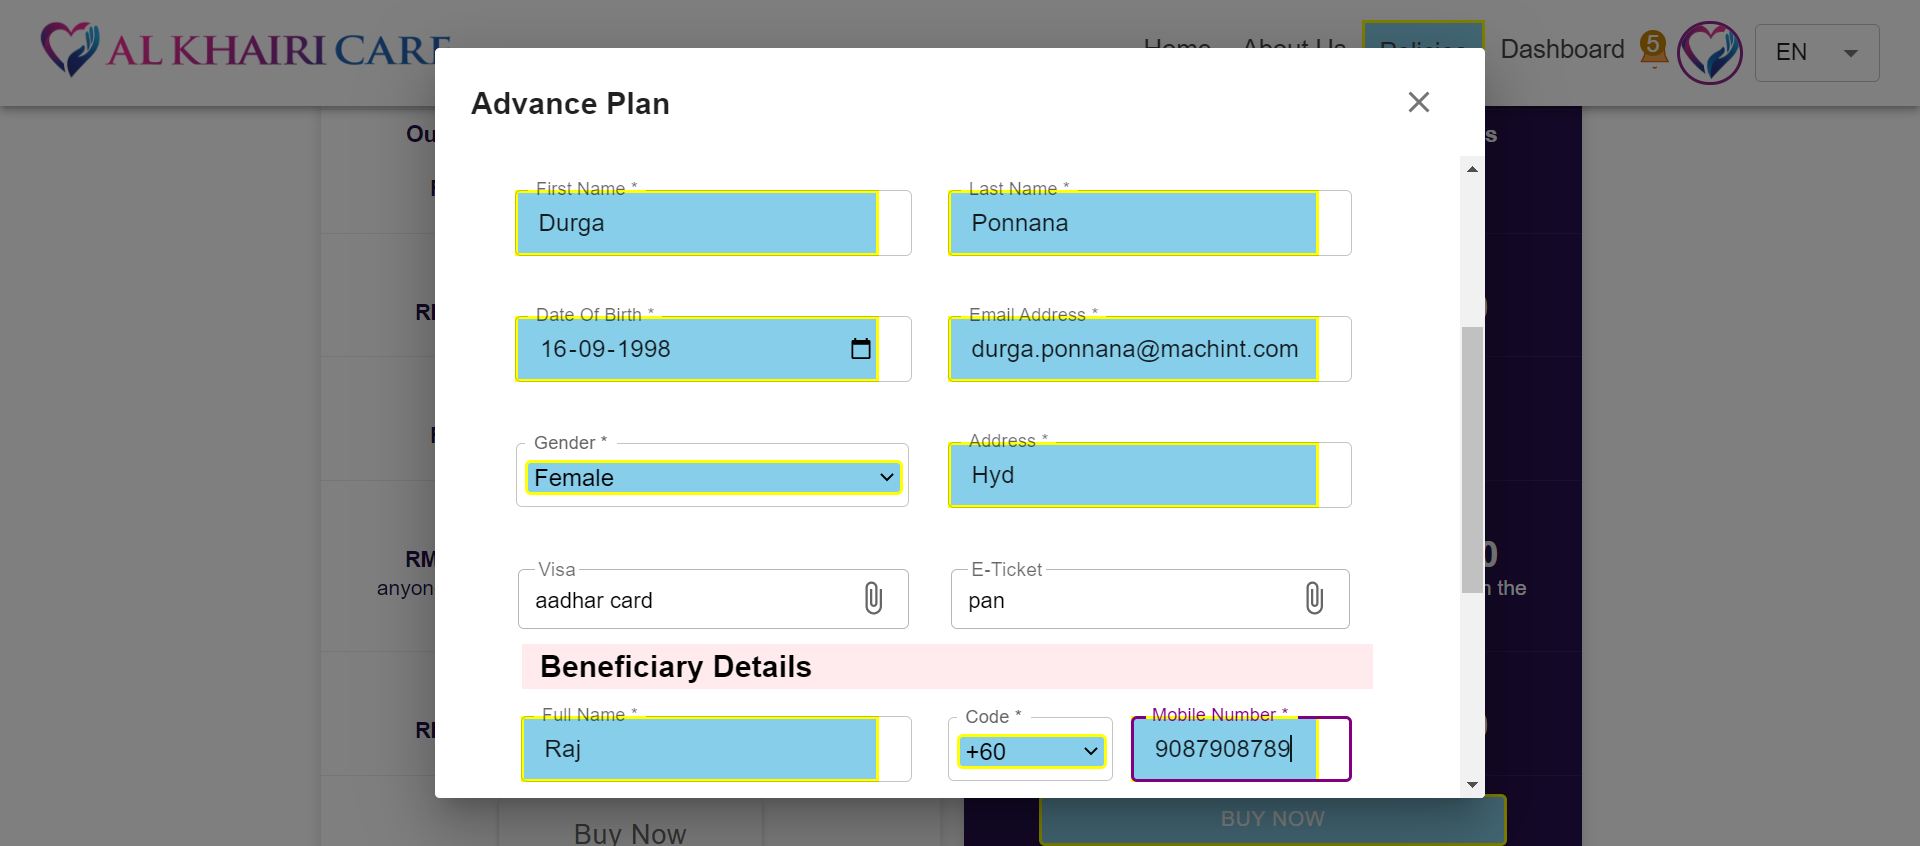 AL KHAIRI CARE
Home About Us Policies Dashboard 5 EN
Advance Plan
Ou
s
First Name *
Durga
Last Name *
Ponnana
Date Of Birth *
16-09-1998
Email Address *
durga.ponnana@machint.com
Gender *
Female
Address *
Hyd
Visa
aadhar card
E-Ticket
pan
RM
anyon
0
n the
Beneficiary Details
Full Name *
Raj
Code *
+60
Mobile Number *
9087908789
Buy Now
BUY NOW